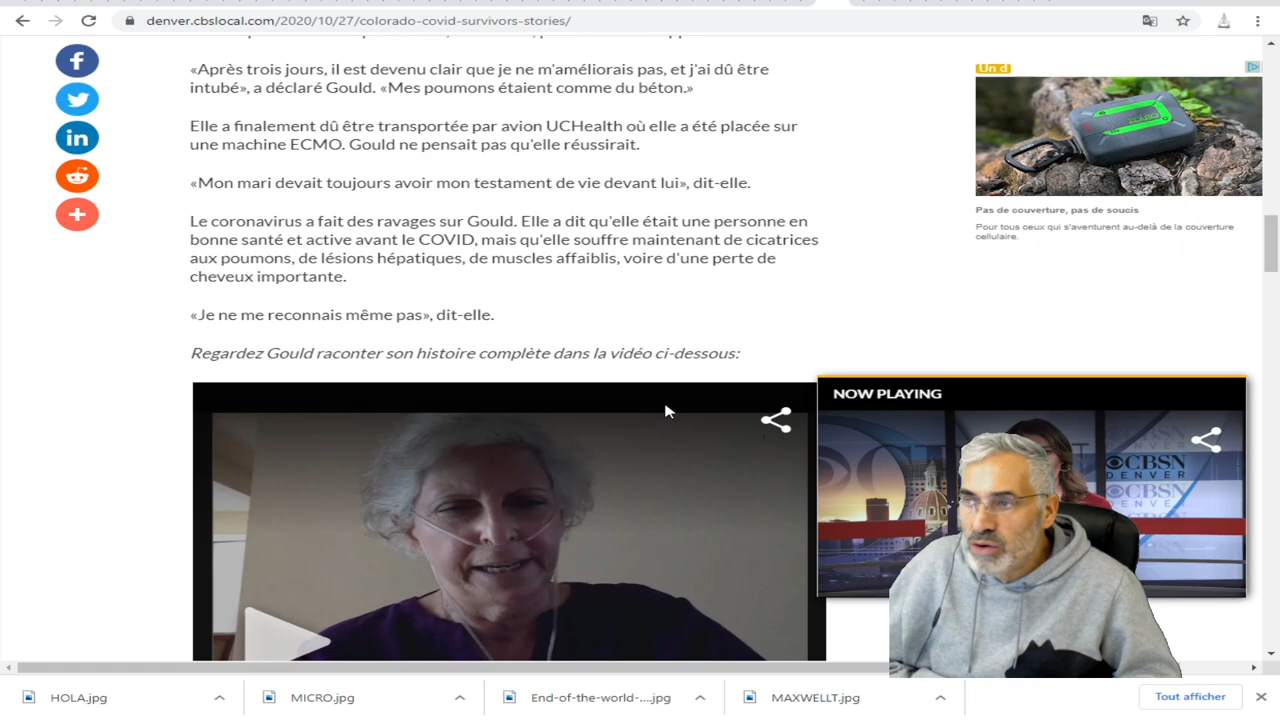 denver.cbslocal.com/2020/10/27/colorado-covid-survivors-stories/
«Après trois jours, il est devenu clair que je ne m'améliorais pas, et j'ai dû être
intubé», a déclaré Gould. «Mes poumons étaient comme du béton.»
Elle a finalement dû être transportée par avion UCHealth où elle a été placée sur
une machine ECMO. Gould ne pensait pas qu'elle réussirait.
«Mon mari devait toujours avoir mon testament de vie devant lui», dit-elle.
Le coronavirus a fait des ravages sur Gould. Elle a dit qu'elle était une personne en
bonne santé et active avant le COVID, mais qu'elle souffre maintenant de cicatrices
aux poumons, de lésions hépatiques, de muscles affaiblis, voire d'une perte de
cheveux importante.
«Je ne me reconnais même pas», dit-elle.
Regardez Gould raconter son histoire complète dans la vidéo ci-dessous:
Un d
zoleo
Pas de couverture, pas de soucis
Pour tous ceux qui s'aventurent au-delà de la couverture
cellulaire.
NOW PLAYING
CBSN
DENVER
CBSN
DENVER
HOLA.jpg
MICRO.jpg
End-of-the-world-....jpg
MAXWELLT.jpg
Tout afficher